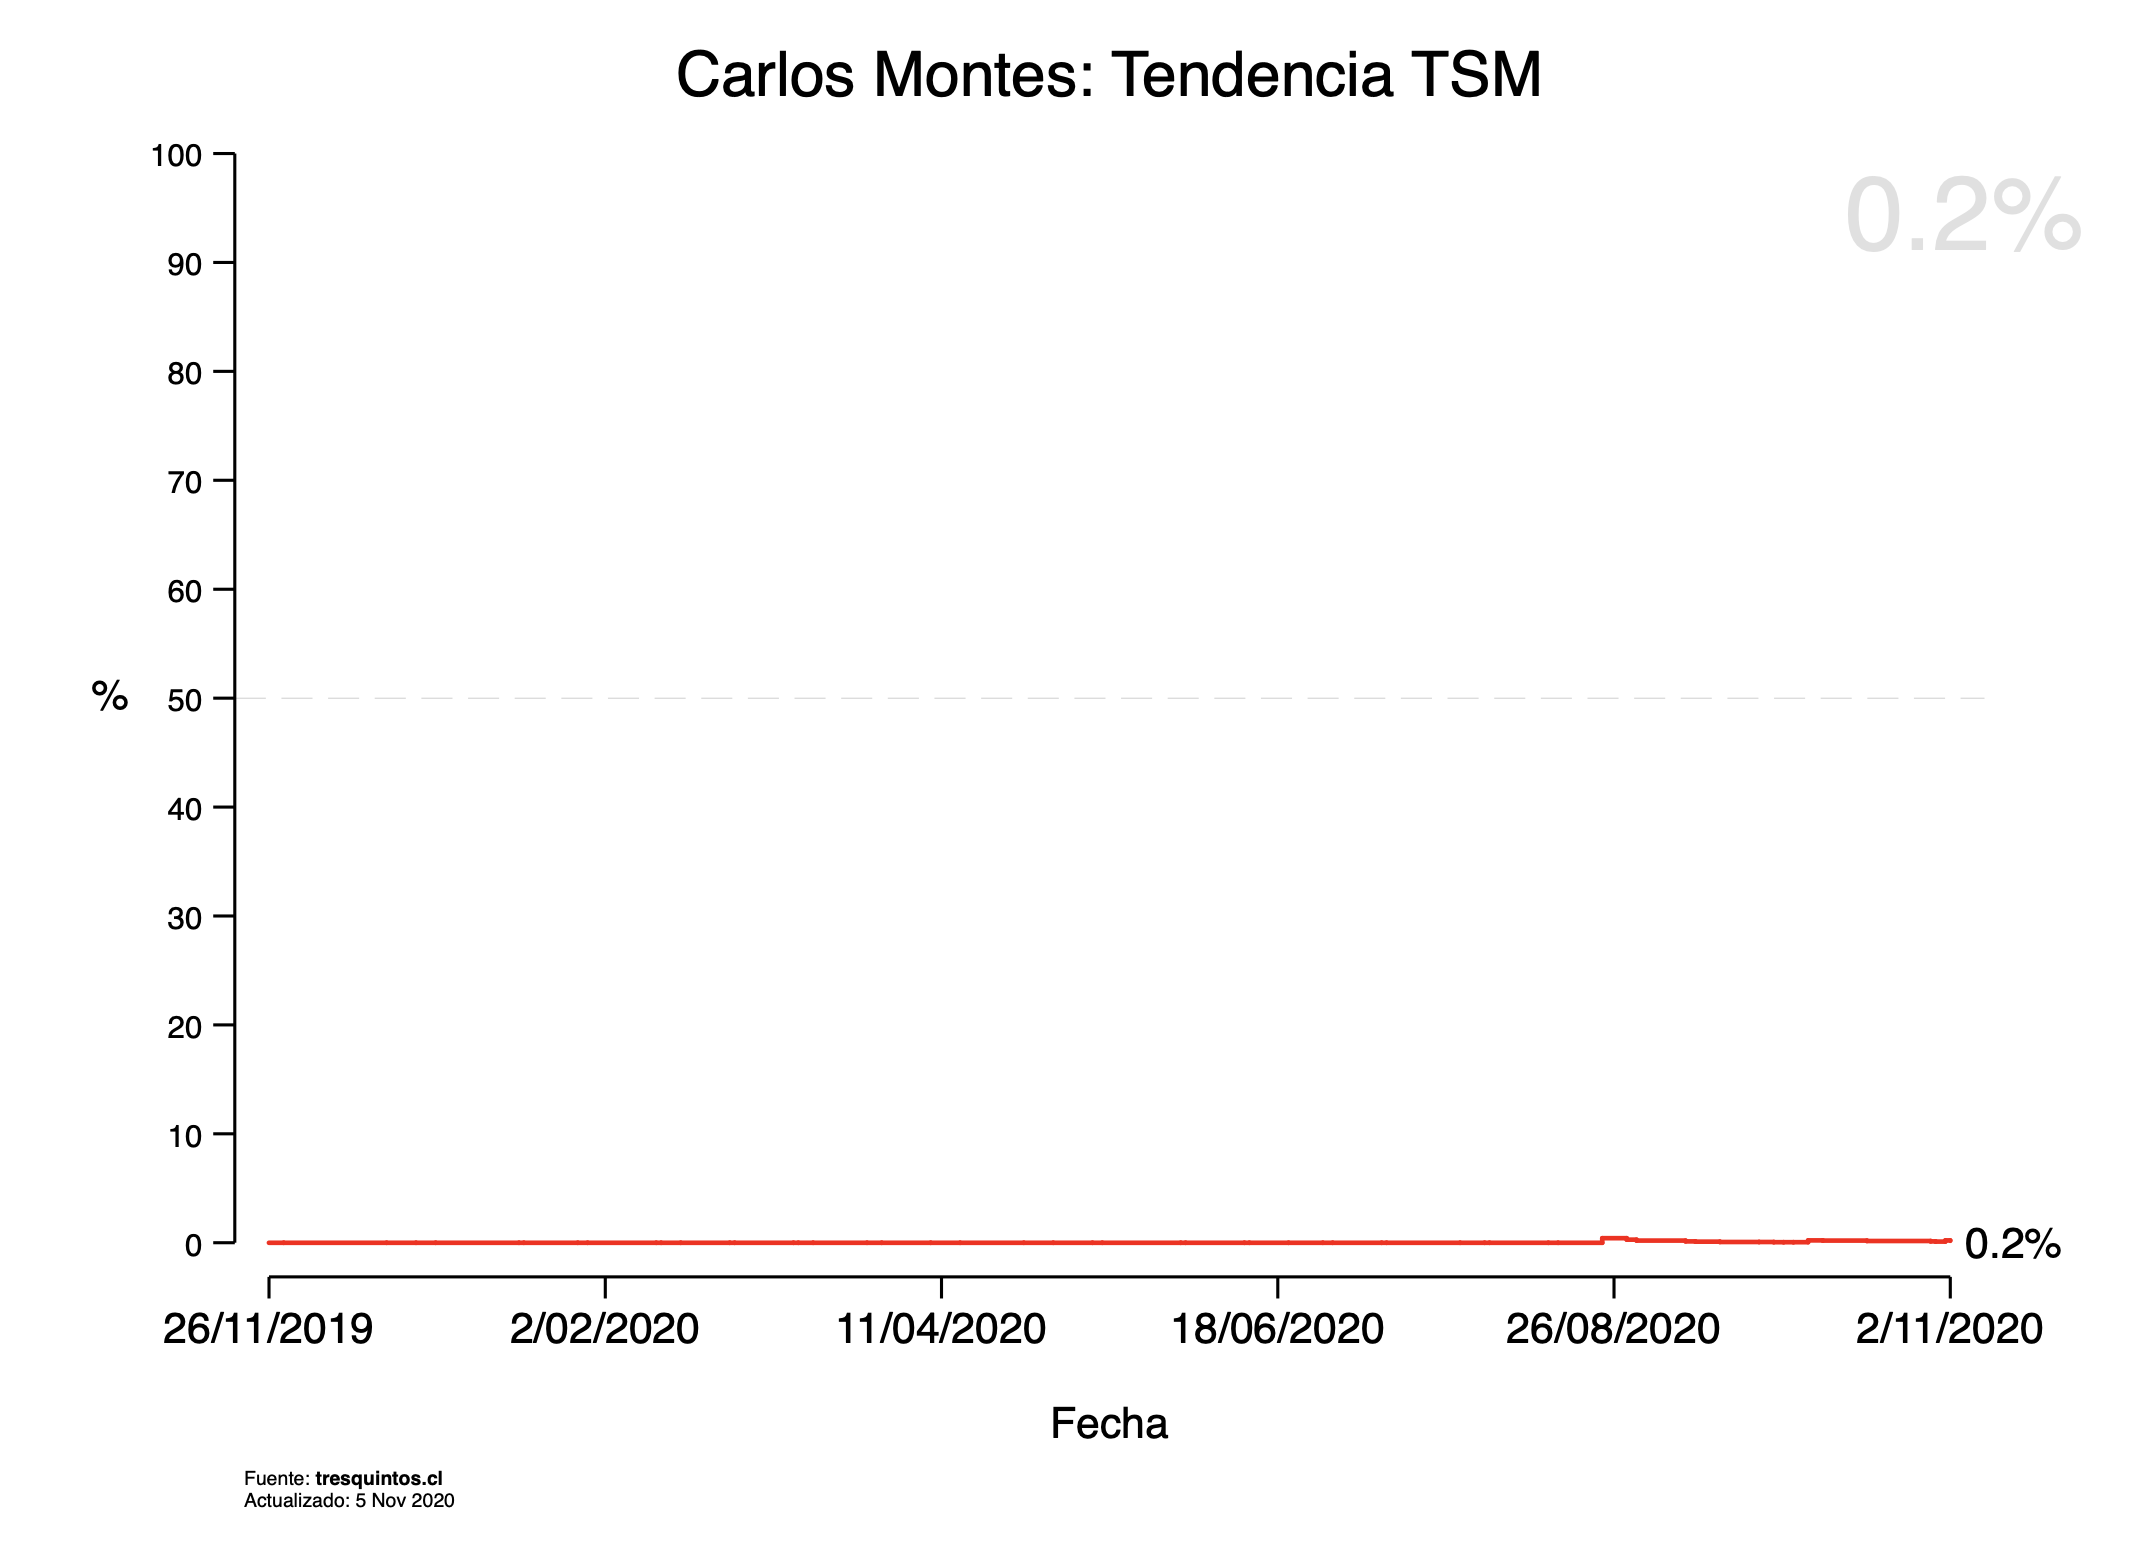 Carlos Montes: Tendencia TSM
0.2%
100
90
80
70
60
50
40
30
20
10
0
%
0.2%
26/11/2019 2/02/2020 11/04/2020 18/06/2020 26/08/2020 2/11/2020
Fecha
Fuente: tresquintos.cl
Actualizado: 5 Nov 2020